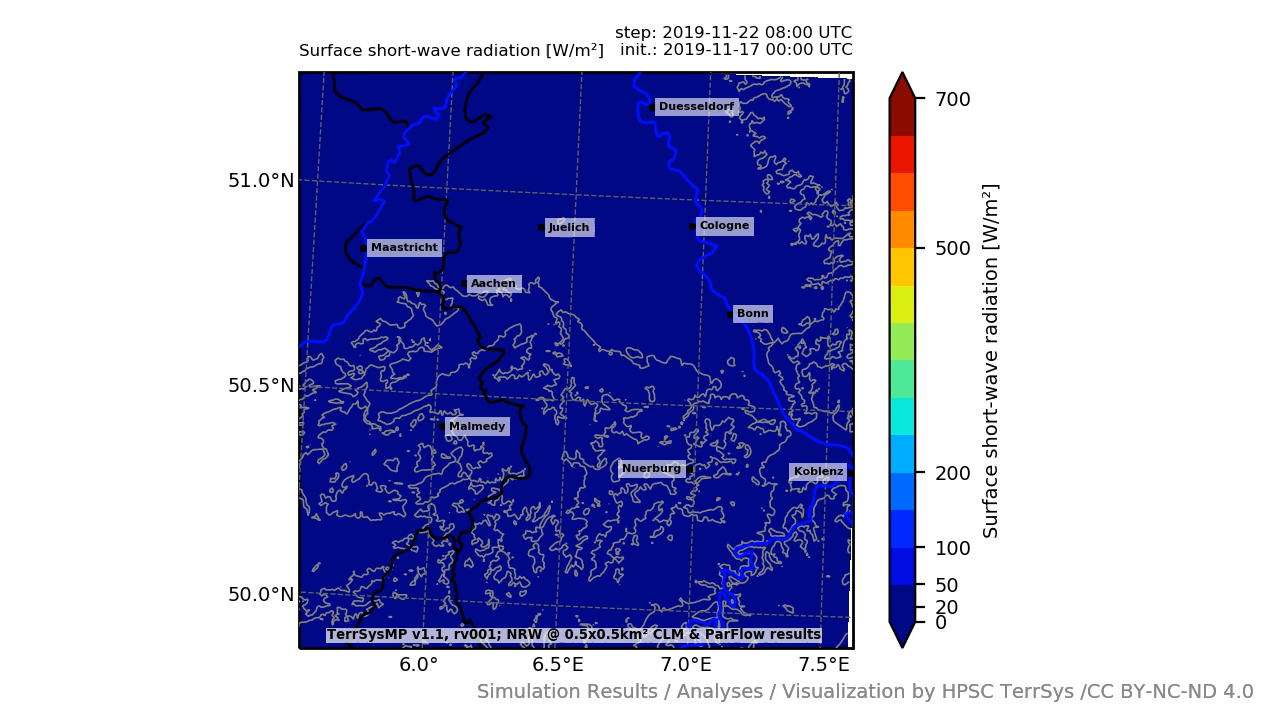 step: 2019-11-22 08:00 UTC
Surface short-wave radiation [W/m²] init.: 2019-11-17 00:00 UTC
Duesseldorf
51.0°N
Juelich
Cologne
Maastricht
Aachen
Bonn
50.5°N
Malmedy
Nuerburg
Koblenz
50.0°N
TerrSysMP v1.1, rv001; NRW @ 0.5x0.5km² CLM & ParFlow results
6.0° 6.5°E 7.0°E 7.5°E
700
500
200
100
50
20
0
Surface short-wave radiation [W/m²]
Simulation Results / Analyses / Visualization by HPSC TerrSys /CC BY-NC-ND 4.0